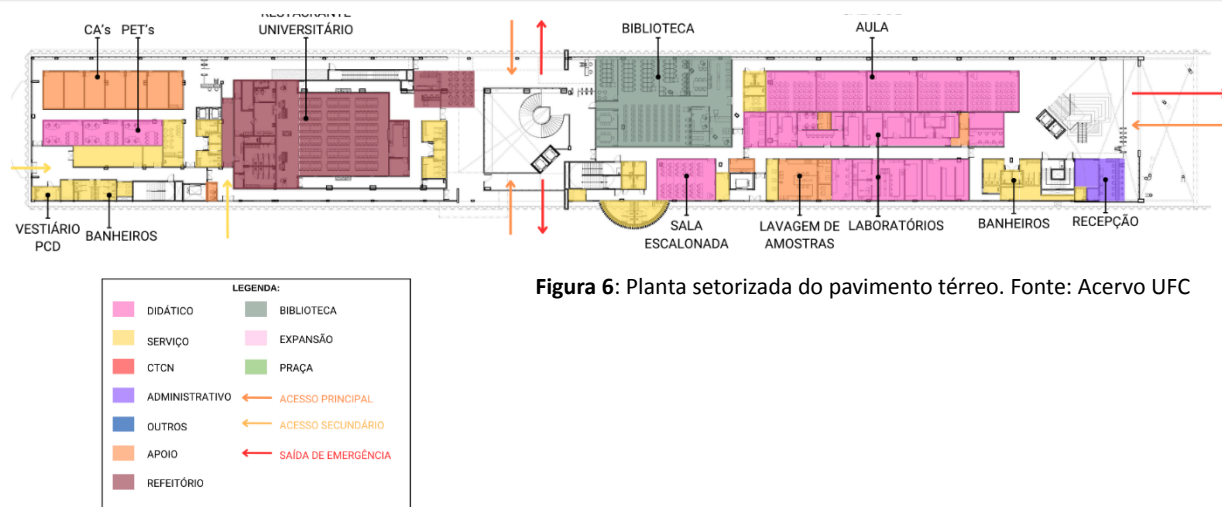 CA's
PET's
RESTAURANTE
UNIVERSITÁRIO
BIBLIOTECA
AULA
VESTIÁRIO
PCD
BANHEIROS
SALA
ESCALONADA
LAVAGEM DE
AMOSTRAS
LABORATÓRIOS
BANHEIROS
RECEPÇÃO
Figura 6: Planta setorizada do pavimento térreo. Fonte: Acervo UFC
LEGENDA:
DIDÁTICO
SERVIÇO
CTCN
ADMINISTRATIVO
OUTROS
APOIO
REFEITÓRIO
BIBLIOTECA
EXPANSÃO
PRAÇA
ACESSO PRINCIPAL
ACESSO SECUNDÁRIO
SAÍDA DE EMERGÊNCIA